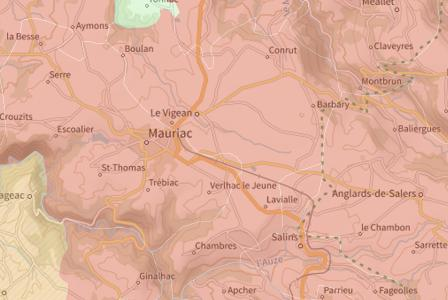 Meallet
Aymons
la Besse
Boulan
Claveyres
Conrut
Serre
Montbrun
Barbary
Crouzits
Le Vigean
Escoalier
Mauriac
Baliergues
St-Thomas
Trébiac
Verlhac le Jeune
Anglards-de-Salers
Lavialle
le Chambon
Salins
Chambres
Sarrette
l'Auze
Ginalhac
Apcher
Parrieu
Fageolles